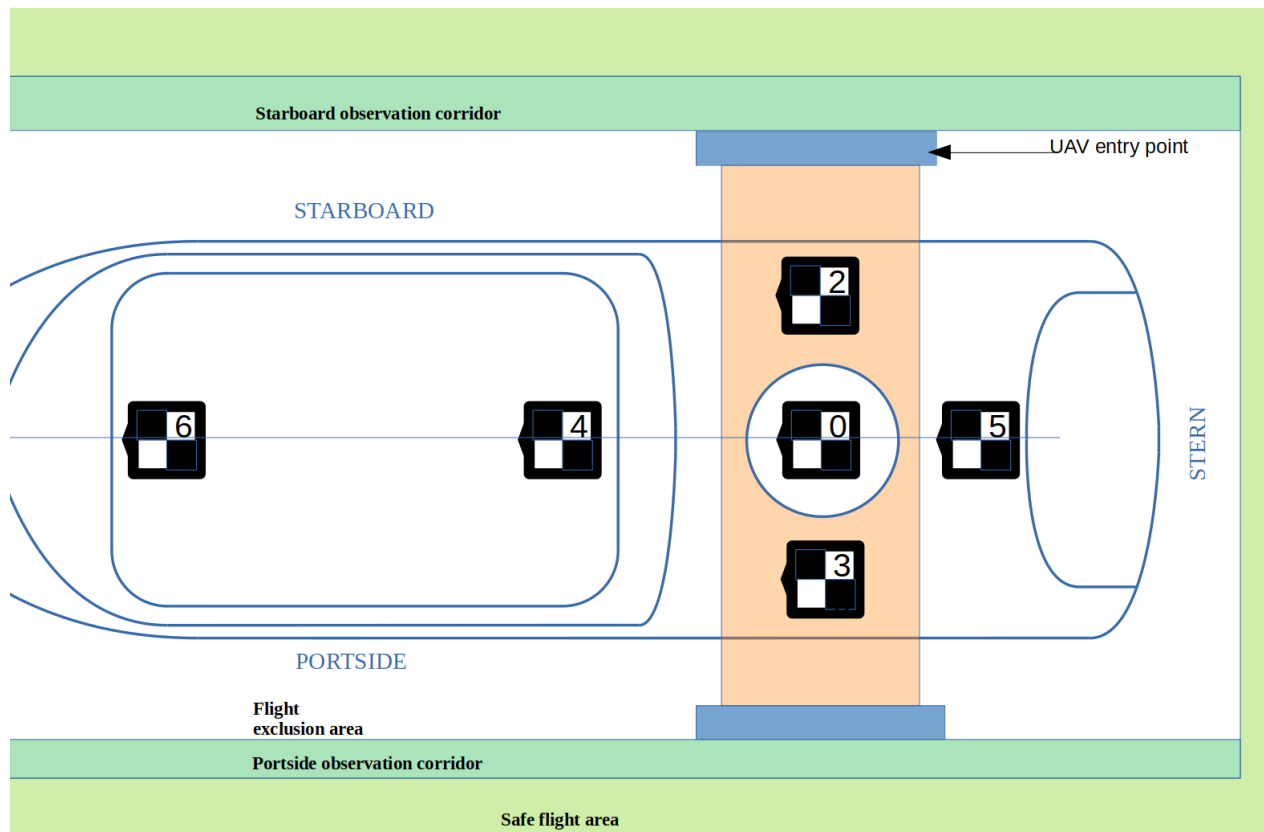 Starboard observation corridor
UAV entry point
STARBOARD
2
6
4
0
5
STERN
3
PORTSIDE
Flight
exclusion area
Portside observation corridor
Safe flight area